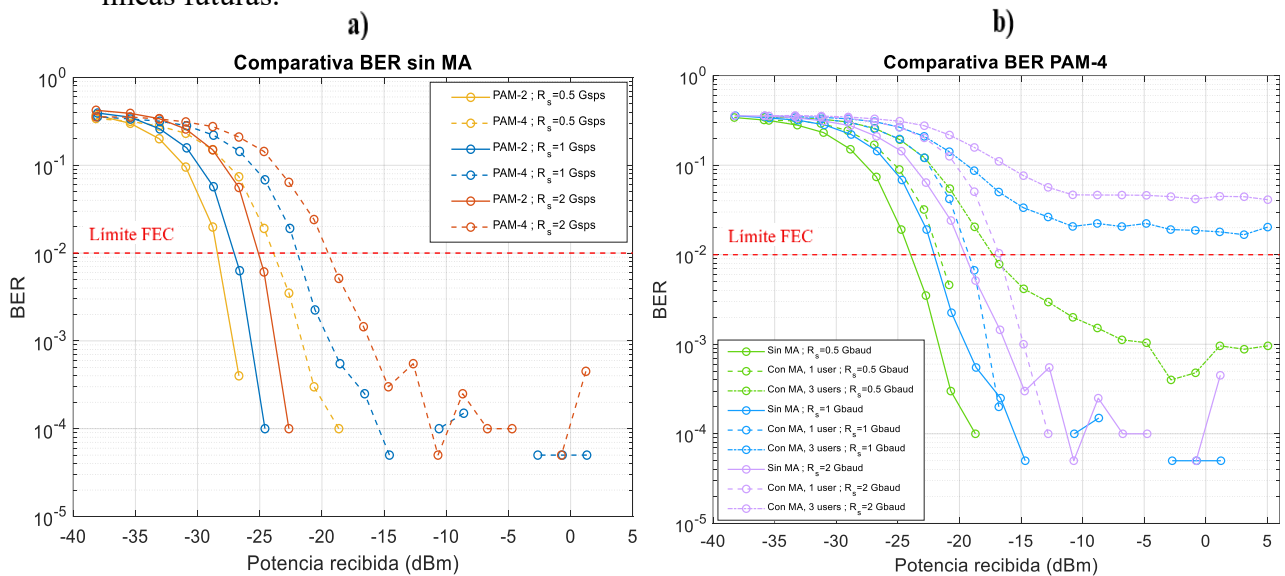 líneas futuras.
a)
Comparativa BER sin MA
10^0
10^-1
10^-2
10^-3
10^-4
10^-5
BER
Límite FEC
PAM-2 ; R_s=0.5 Gsps
PAM-4 ; R_s=0.5 Gsps
PAM-2 ; R_s=1 Gsps
PAM-4 ; R_s=1 Gsps
PAM-2 ; R_s=2 Gsps
PAM-4 ; R_s=2 Gsps
-40 -35 -30 -25 -20 -15 -10 -5 0 5
Potencia recibida (dBm)
b)
Comparativa BER PAM-4
10^0
10^-1
10^-2
10^-3
10^-4
10^-5
BER
Límite FEC
Sin MA ; R_s=0.5 Gbaud
Con MA, 1 user ; R_s=0.5 Gbaud
Con MA, 3 users ; R_s=0.5 Gbaud
Sin MA ; R_s=1 Gbaud
Con MA, 1 user ; R_s=1 Gbaud
Con MA, 3 users ; R_s=1 Gbaud
Sin MA ; R_s=2 Gbaud
Con MA, 1 user ; R_s=2 Gbaud
Con MA, 3 users ; R_s=2 Gbaud
-40 -35 -30 -25 -20 -15 -10 -5 0 5
Potencia recibida (dBm)